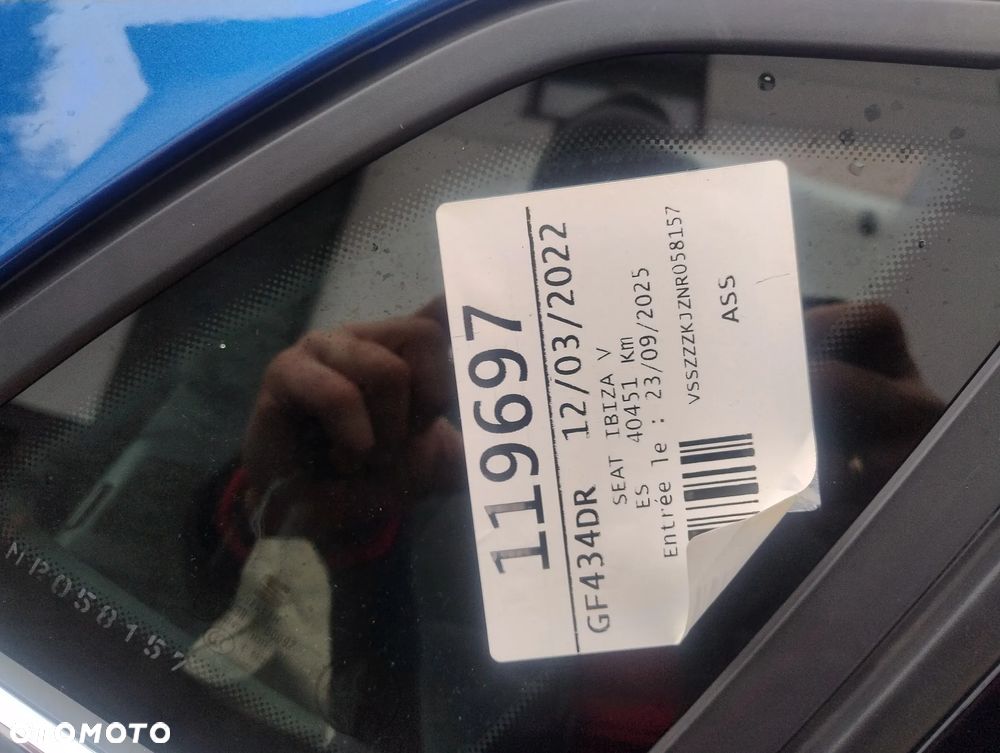 119697
GF434DR 12/03/2022
SEAT IBIZA V
ES 40451 Km
Entrée le : 23/09/2025
VSSZZZKJZNR058157
ASS
NR058157
OTOMOTO